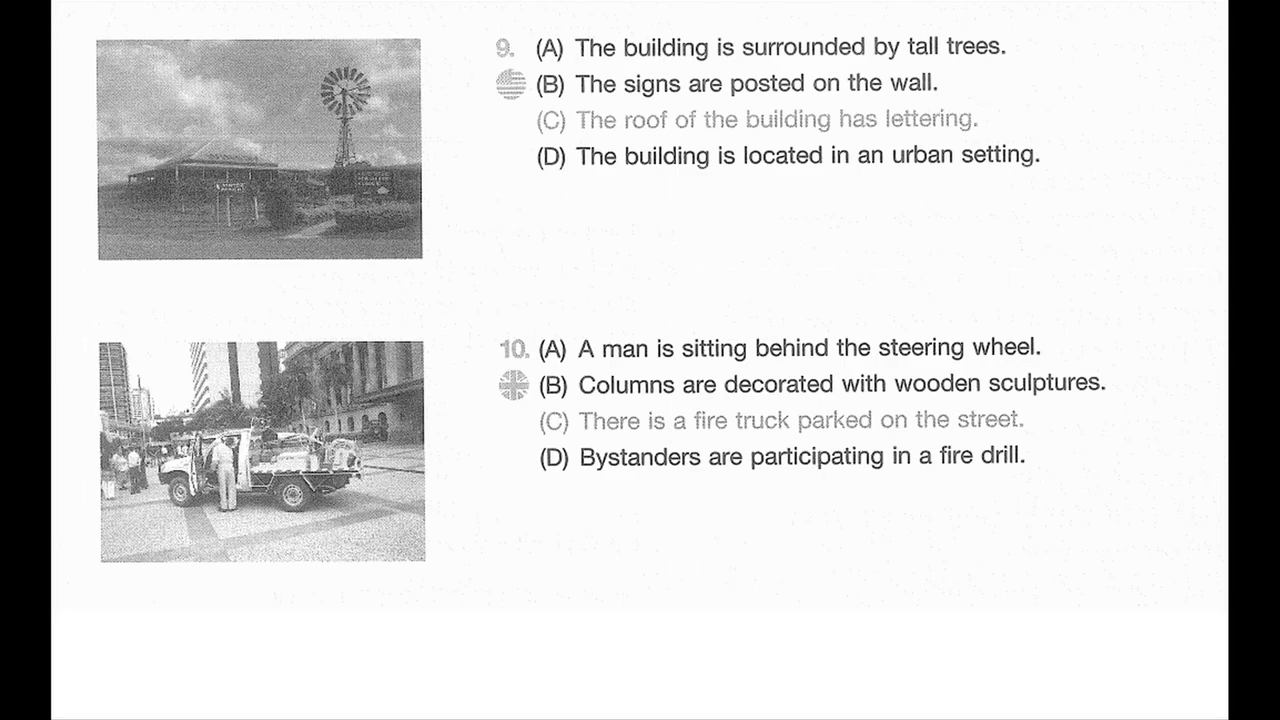 9. (A) The building is surrounded by tall trees.
(B) The signs are posted on the wall.
(C) The roof of the building has lettering.
(D) The building is located in an urban setting.
10. (A) A man is sitting behind the steering wheel.
(B) Columns are decorated with wooden sculptures.
(C) There is a fire truck parked on the street.
(D) Bystanders are participating in a fire drill.